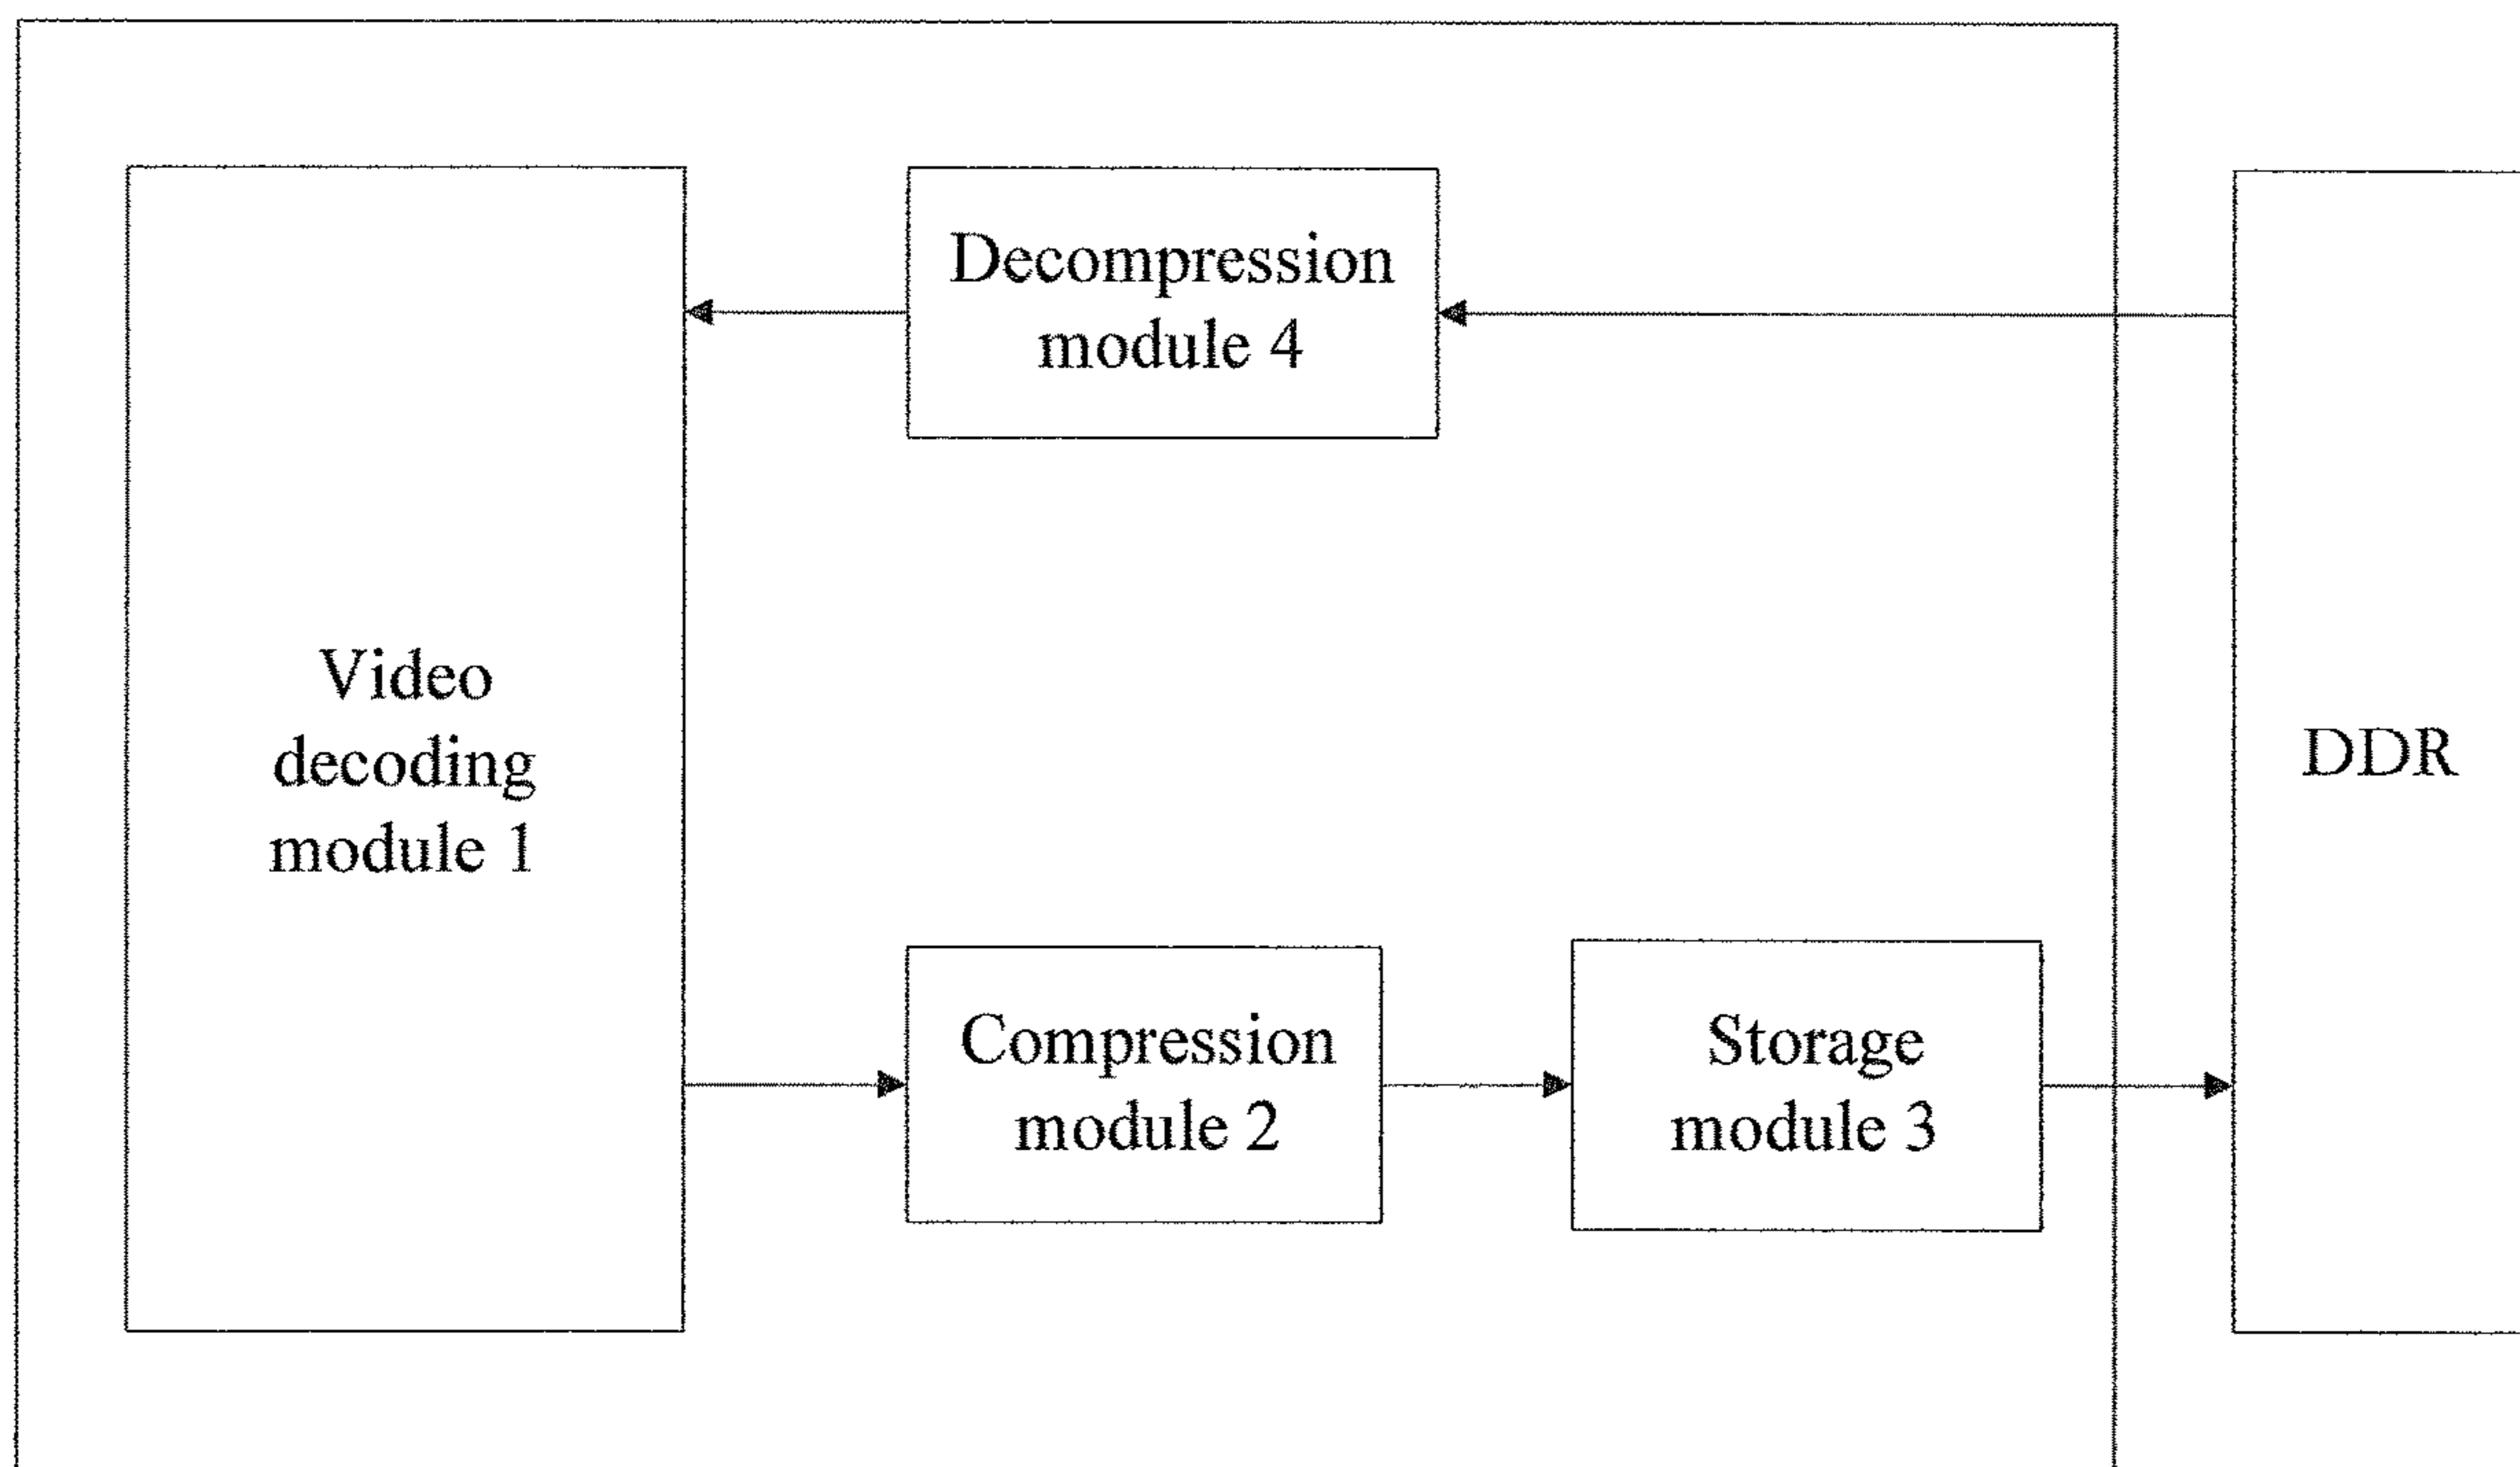 Decompression
module 4
Video
decoding
module 1
DDR
Compression
module 2
Storage
module 3